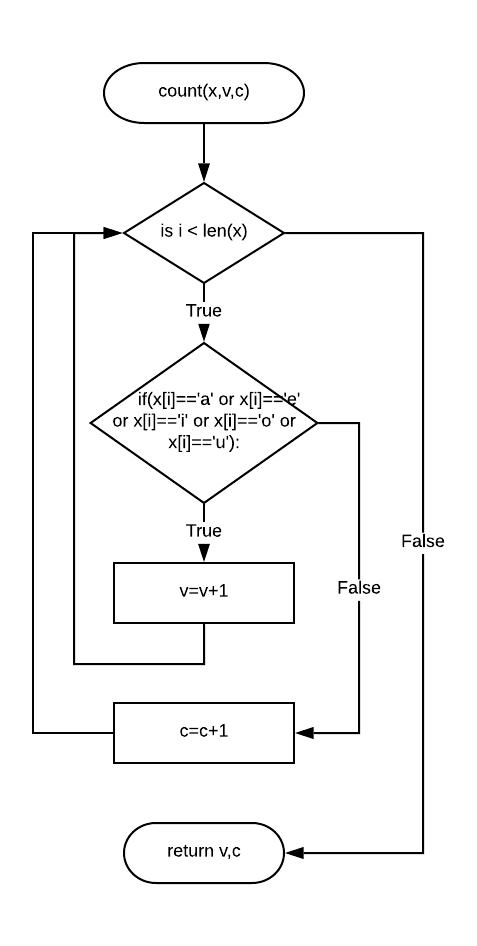 count(x,v,c)
is i < len(x)
True
if(x[i]=='a' or x[i]=='e'
or x[i]=='i' or x[i]=='o' or
x[i]=='u'):
True
False
False
v=v+1
c=c+1
return v,c